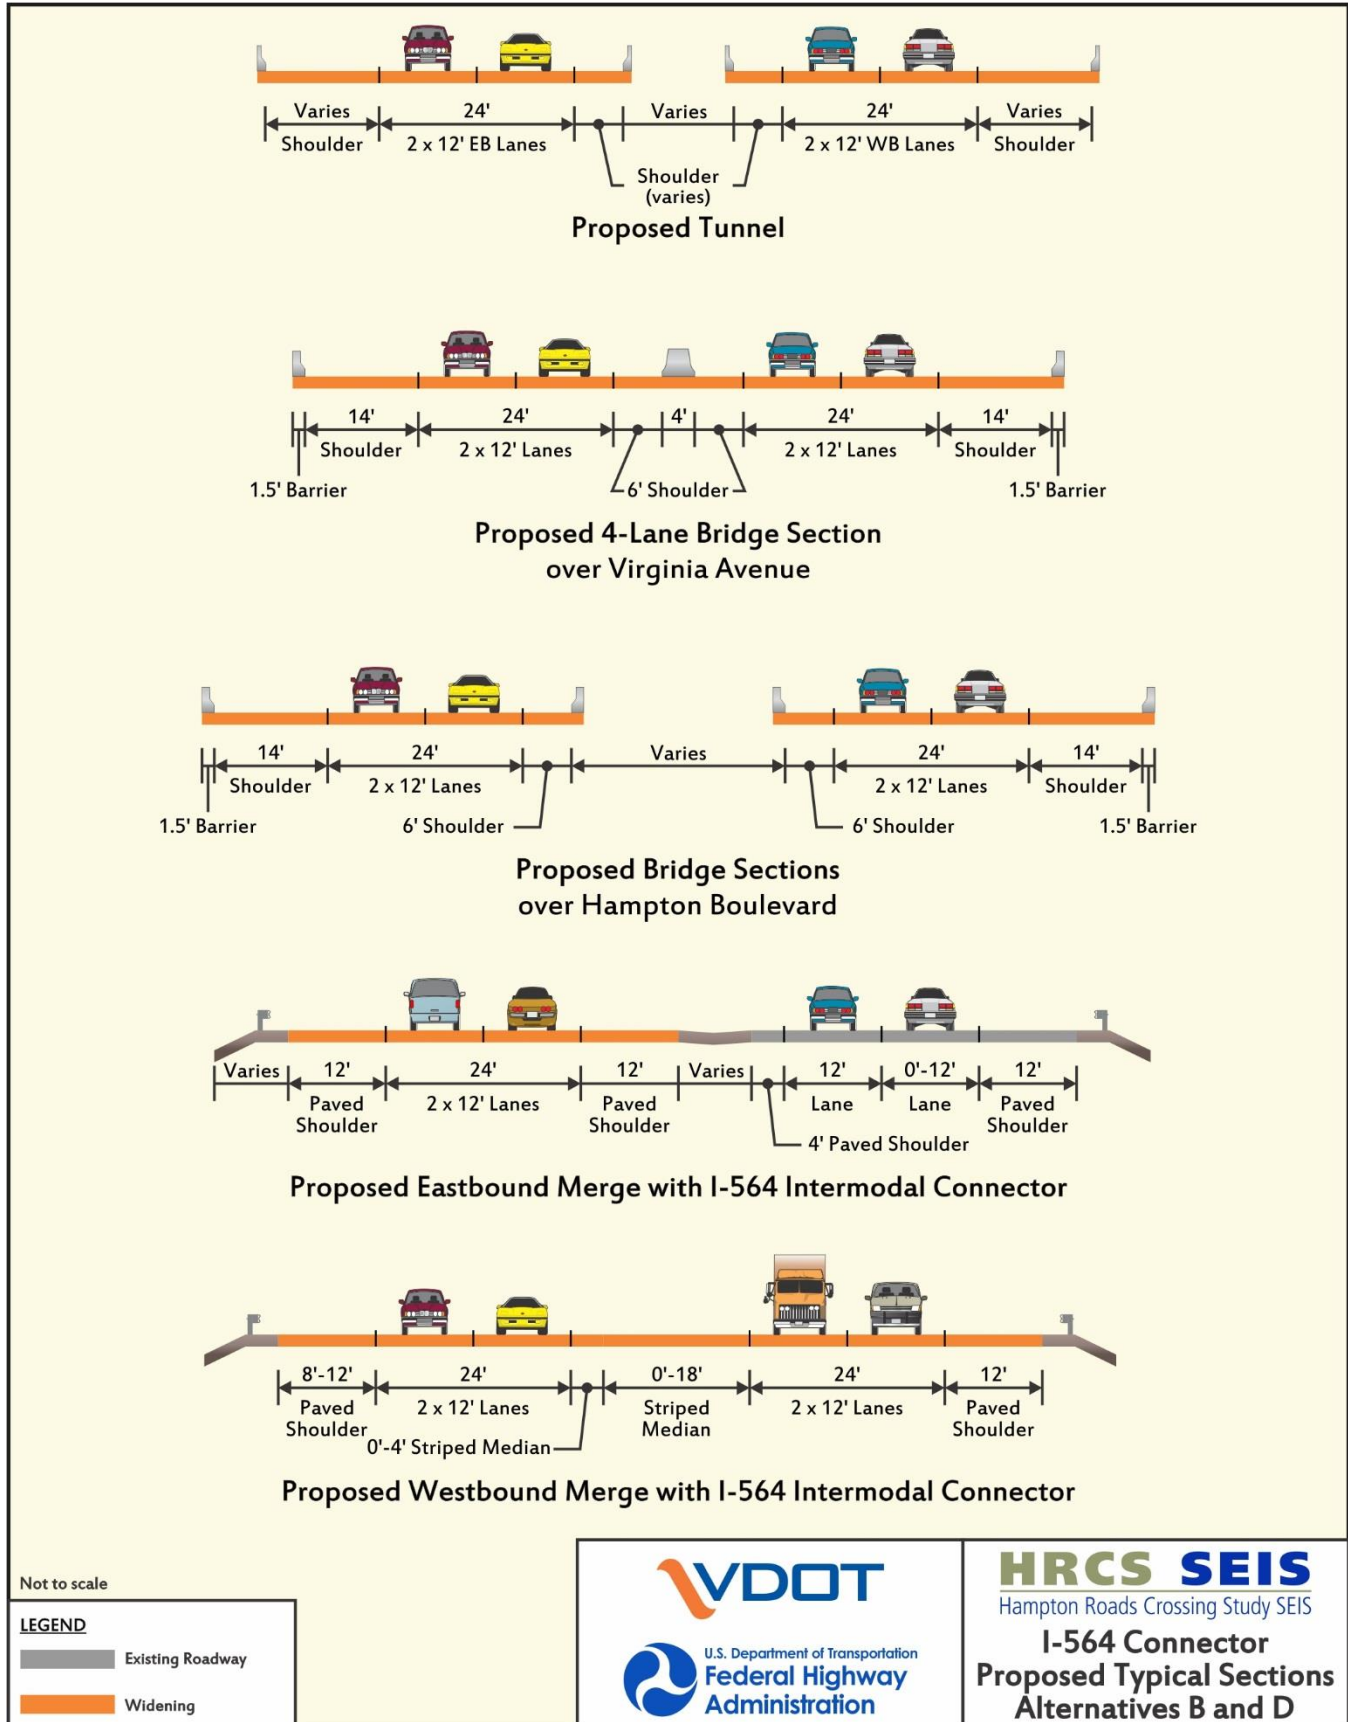 Varies 24' Varies 24' Varies
Shoulder 2 x 12' EB Lanes 2 x 12' WB Lanes Shoulder
Shoulder
(varies)
Proposed Tunnel
14' 24' 4' 24' 14'
Shoulder 2 x 12' Lanes 2 x 12' Lanes Shoulder
1.5' Barrier 6' Shoulder 1.5' Barrier
Proposed 4-Lane Bridge Section
over Virginia Avenue
14' 24' Varies 24' 14'
Shoulder 2 x 12' Lanes 2 x 12' Lanes Shoulder
1.5' Barrier 6' Shoulder 6' Shoulder 1.5' Barrier
Proposed Bridge Sections
over Hampton Boulevard
Varies 12' 24' 12' Varies 12' 0'-12' 12'
Paved 2 x 12' Lanes Paved Lane Lane Paved
Shoulder Shoulder Shoulder
4' Paved Shoulder
Proposed Eastbound Merge with I-564 Intermodal Connector
8'-12' 24' 0'-18' 24' 12'
Paved 2 x 12' Lanes Striped 2 x 12' Lanes Paved
Shoulder Median Shoulder
0'-4' Striped Median
Proposed Westbound Merge with I-564 Intermodal Connector
Not to scale
LEGEND
Existing Roadway
Widening
VDOT
U.S. Department of Transportation
Federal Highway
Administration
HRCS SEIS
Hampton Roads Crossing Study SEIS
I-564 Connector
Proposed Typical Sections
Alternatives B and D